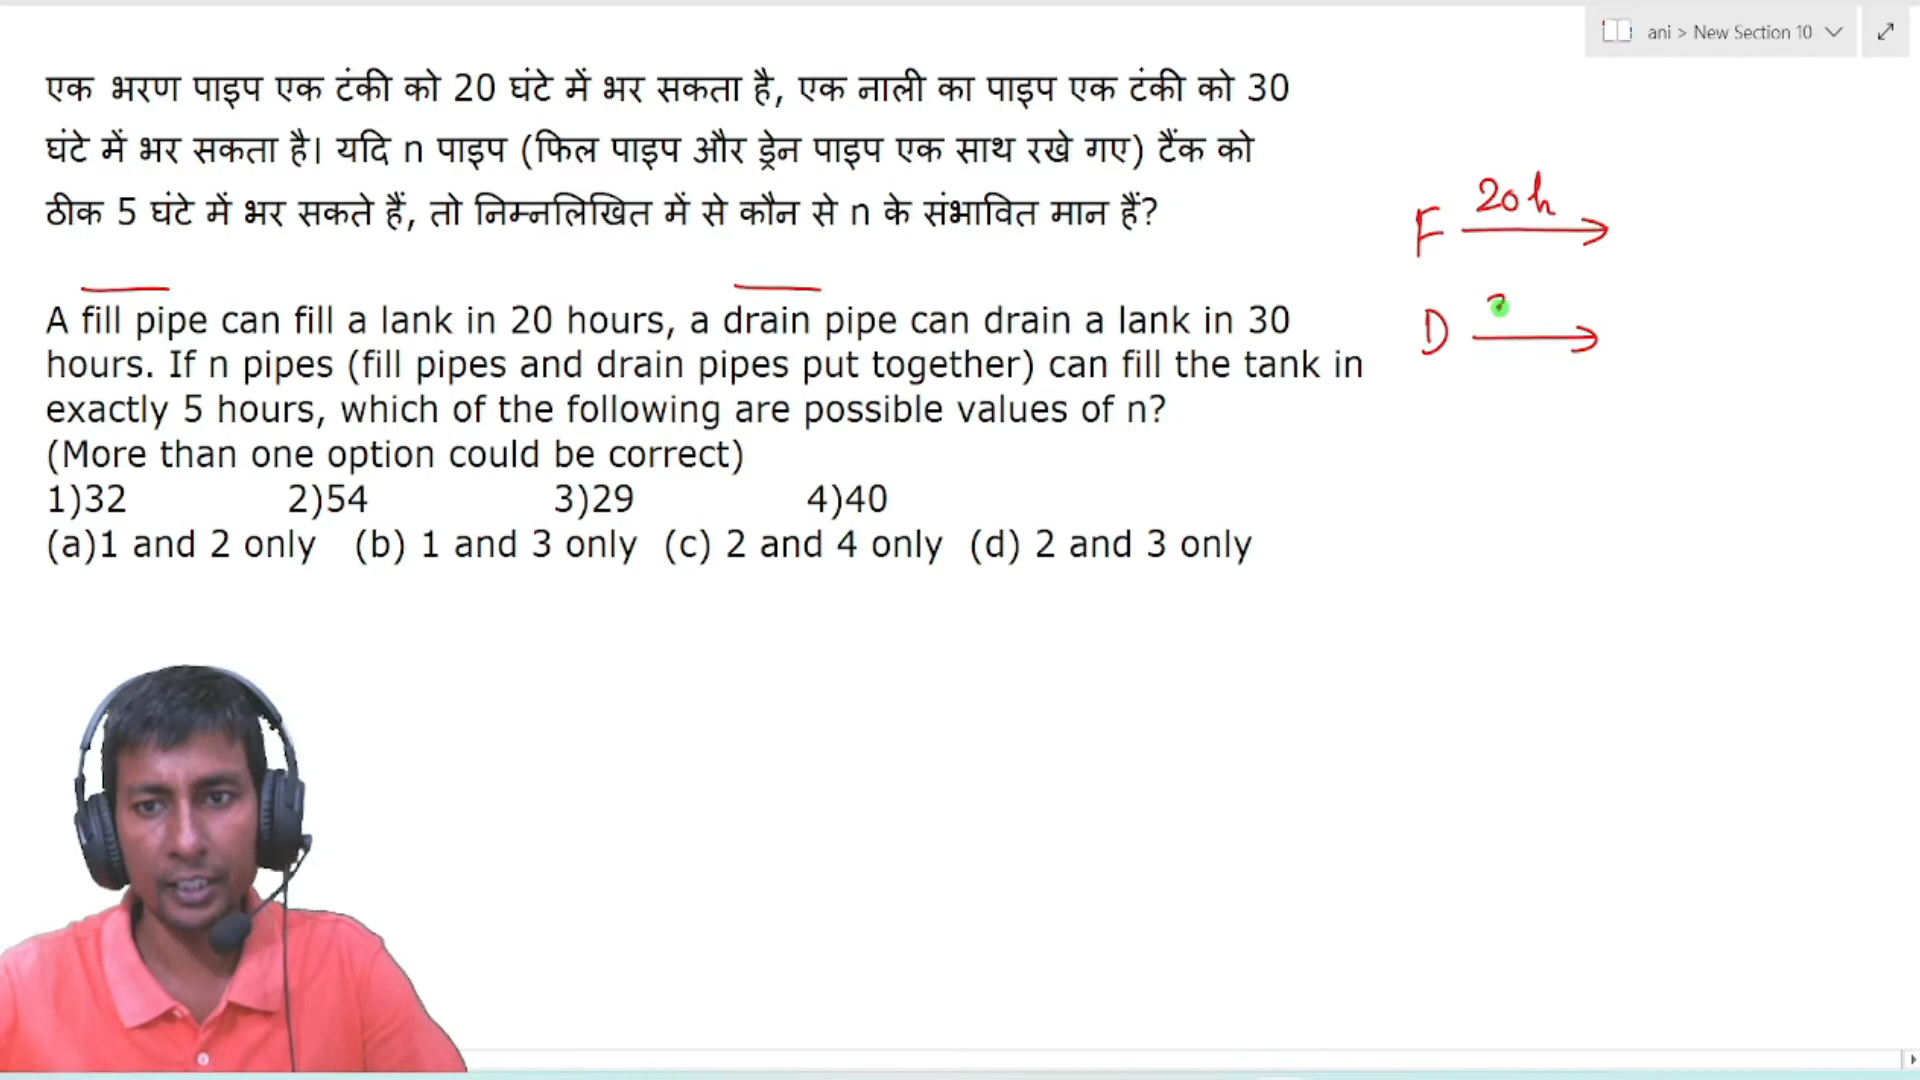 ani > New Section 10
एक भरण पाइप एक टंकी को 20 घंटे में भर सकता है, एक नाली का पाइप एक टंकी को 30
घंटे में भर सकता है। यदि n पाइप (फिल पाइप और ड्रेन पाइप एक साथ रखे गए) टैंक को
ठीक 5 घंटे में भर सकते हैं, तो निम्नलिखित में से कौन से n के संभावित मान हैं?
F 20h
D
A fill pipe can fill a lank in 20 hours, a drain pipe can drain a lank in 30
hours. If n pipes (fill pipes and drain pipes put together) can fill the tank in
exactly 5 hours, which of the following are possible values of n?
(More than one option could be correct)
1)32 2)54 3)29 4)40
(a)1 and 2 only (b) 1 and 3 only (c) 2 and 4 only (d) 2 and 3 only